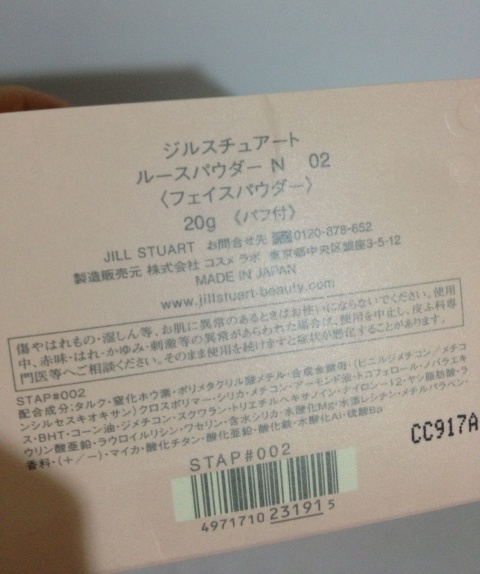 ジルスチュアート
ルースパウダー N 02
〈フェイスパウダー〉
20g 〈パフ付〉
JILL STUART お問合せ先 0120-878-652
製造販売元 株式会社 コスメ ラボ 東京都中央区銀座3-5-12
MADE IN JAPAN
www.jillstuart-beauty.com
傷やはれもの・湿しん等、お肌に異常のあるときはお使いにならないでください。使用
中、赤味・はれ・かゆみ・刺激等の異常があらわれた場合は、使用を中止し、皮ふ科専
門医等へご相談ください。そのまま使用を続けますと症状が悪化することがあります。
STAP#002
配合成分:タルク・窒化ホウ素・ポリメタクリル酸メチル・合成金雲母・(ビニルジメチコン/メチコ
ンシルセスキオキサン)クロスポリマー・シリカ・メチコン・アーモンド油・トコフェロール・ノバラエキ
ス・BHT・コーン油・ジメチコン・スクワラン・トリエチルヘキサノイン・ナイロン-12・ヤシ脂肪酸・ラ
ウリン酸亜鉛・ラウロイルリシン・ワセリン・含水シリカ・水酸化Mg・水添レシチン・メチルパラベン・
香料・(+/-)・マイカ・酸化チタン・酸化亜鉛・酸化鉄・水酸化Al・硫酸Ba
CC917A
STAP#002
4971710 23191 5